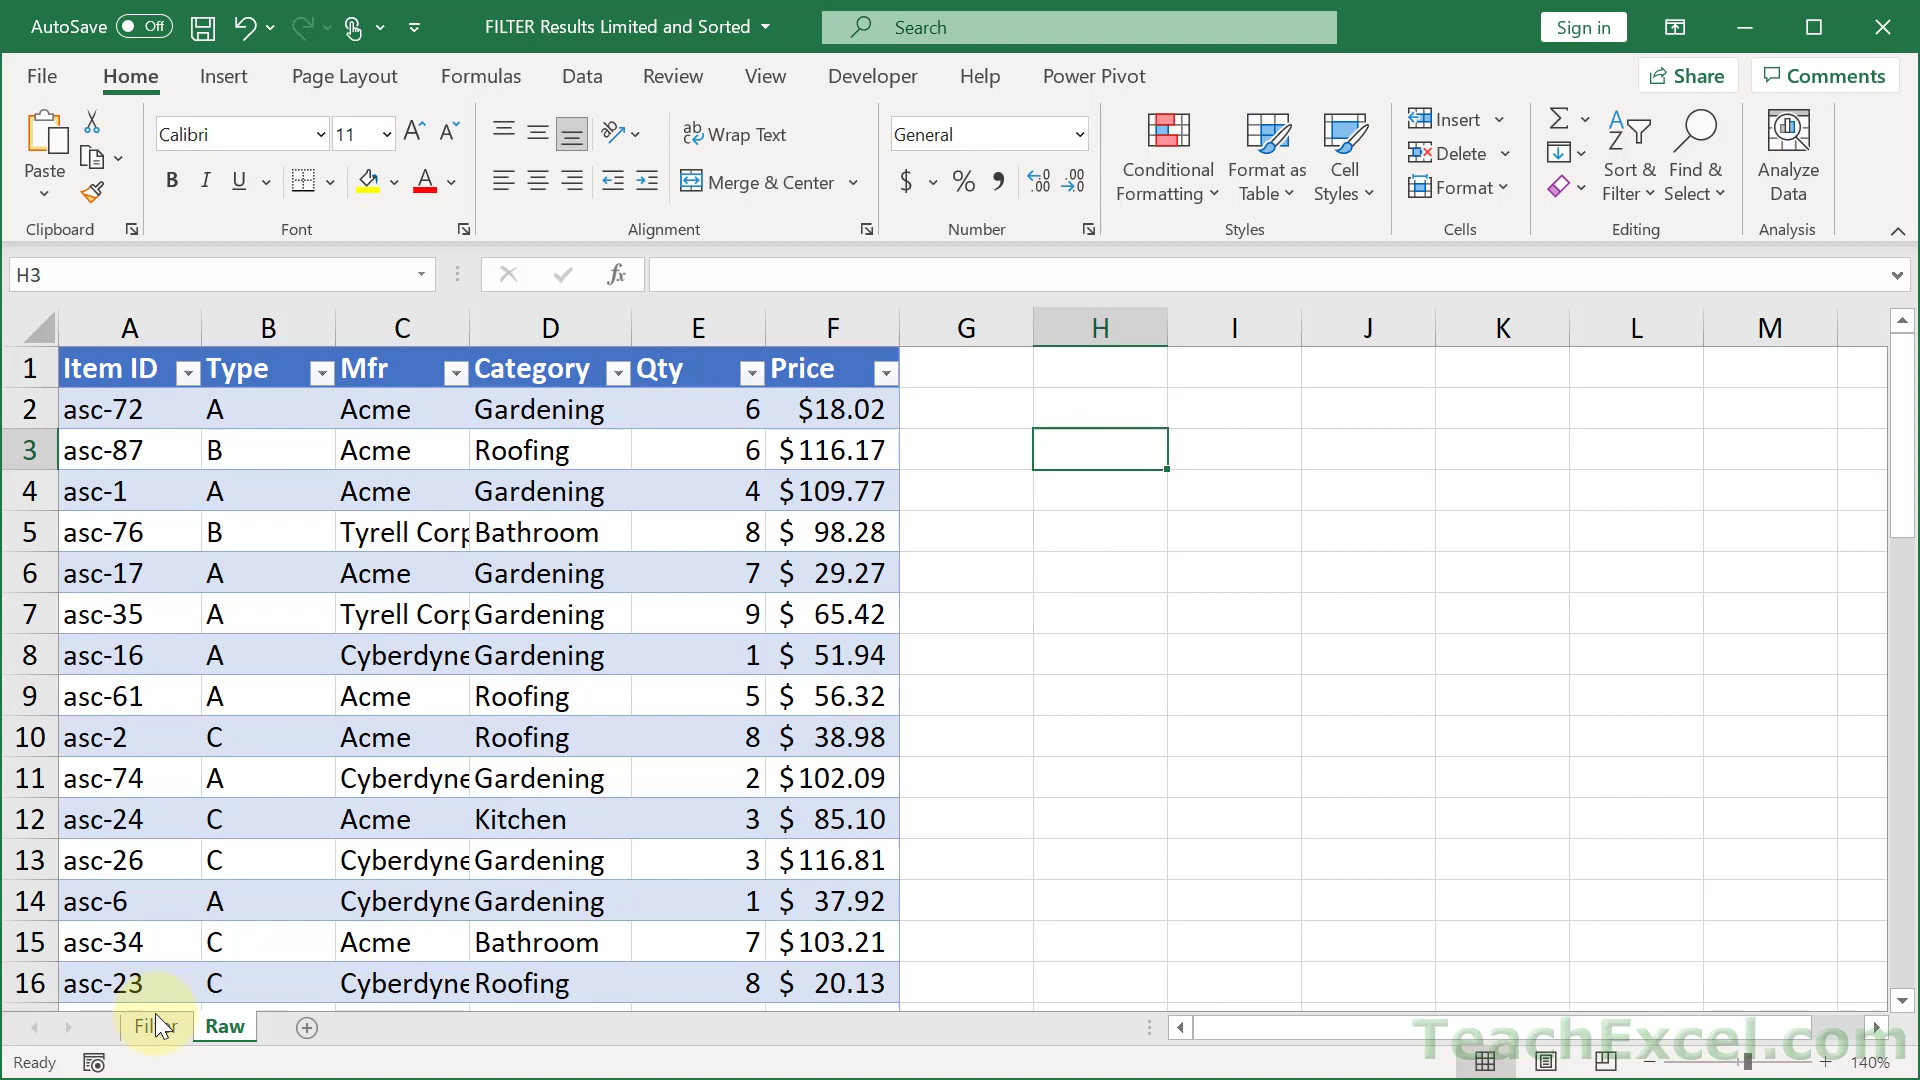 AutoSave Off FILTER Results Limited and Sorted Search Sign in
File Home Insert Page Layout Formulas Data Review View Developer Help Power Pivot Share Comments
Calibri 11 Wrap Text General Insert
Paste Conditional Formatting Format as Table Cell Styles Delete Sort & Filter Find & Select Analyze Data
B I U Merge & Center $ % Format
Clipboard Font Alignment Number Styles Cells Editing Analysis
H3 fx
A B C D E F G H I J K L M
1 Item ID Type Mfr Category Qty Price
2 asc-72 A Acme Gardening 6 $18.02
3 asc-87 B Acme Roofing 6 $116.17
4 asc-1 A Acme Gardening 4 $109.77
5 asc-76 B Tyrell Corp Bathroom 8 $ 98.28
6 asc-17 A Acme Gardening 7 $ 29.27
7 asc-35 A Tyrell Corp Gardening 9 $ 65.42
8 asc-16 A Cyberdyne Gardening 1 $ 51.94
9 asc-61 A Acme Roofing 5 $ 56.32
10 asc-2 C Acme Roofing 8 $ 38.98
11 asc-74 A Cyberdyne Gardening 2 $102.09
12 asc-24 C Acme Kitchen 3 $ 85.10
13 asc-26 C Cyberdyne Gardening 3 $116.81
14 asc-6 A Cyberdyne Gardening 1 $ 37.92
15 asc-34 C Acme Bathroom 7 $103.21
16 asc-23 C Cyberdyne Roofing 8 $ 20.13
Filter Raw
TeachExcel.com
Ready 140%